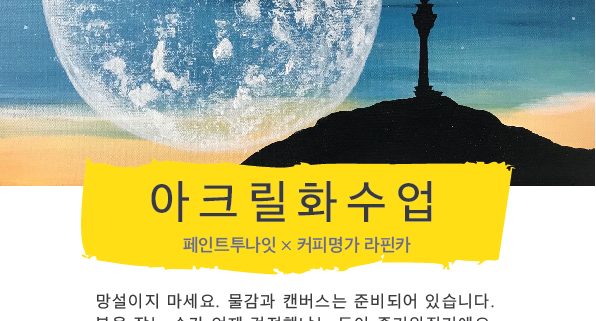 아크릴화수업
페인트투나잇 × 커피명가 라핀카
망설이지 마세요. 물감과 캔버스는 준비되어 있습니다.